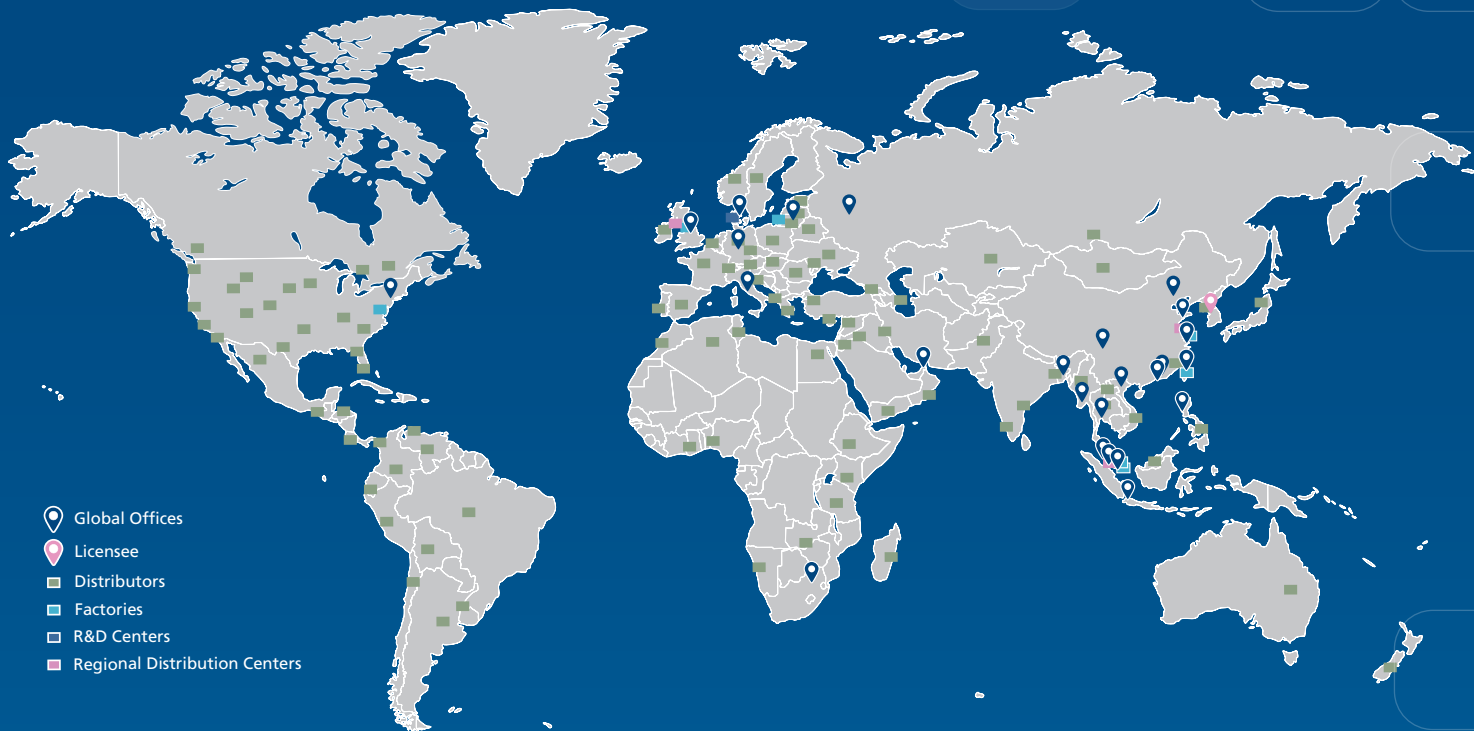 Global Offices
Licensee
Distributors
Factories
R&D Centers
Regional Distribution Centers